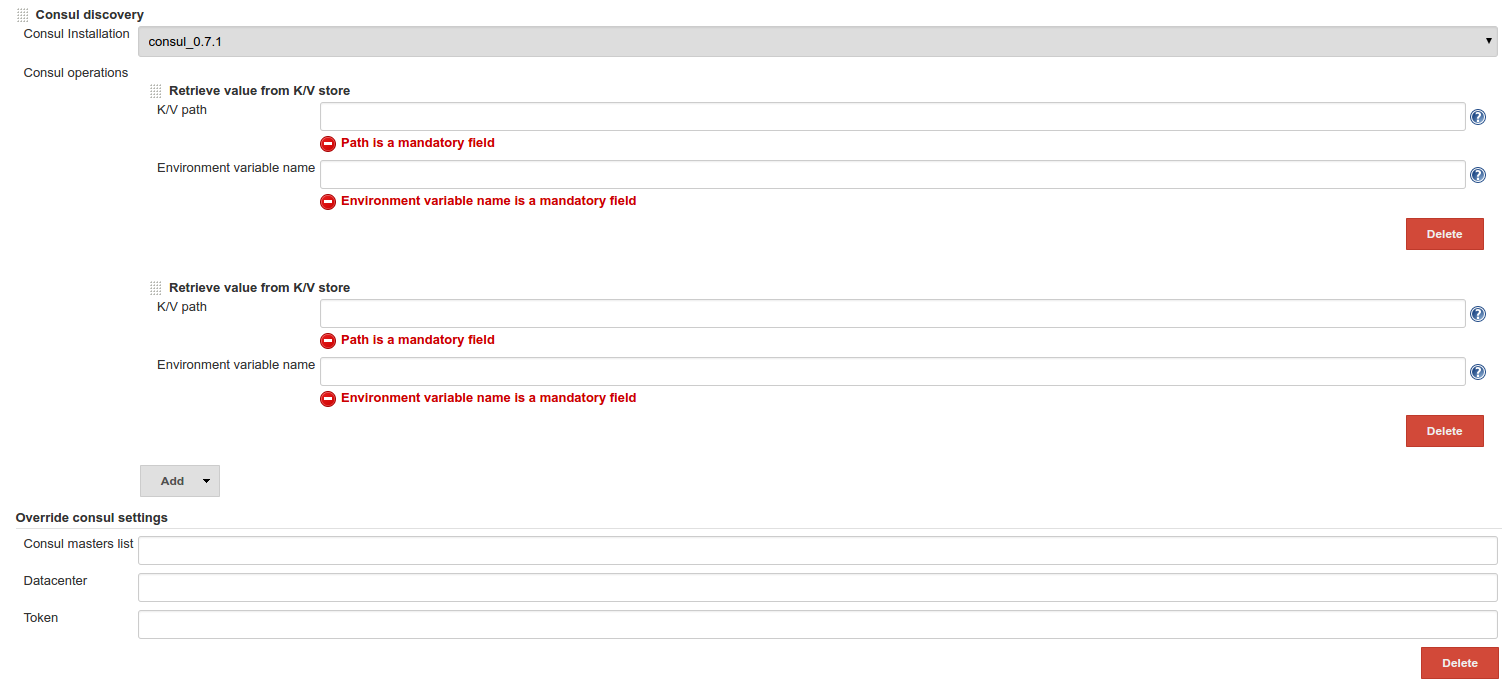 Consul discovery
Consul Installation
consul_0.7.1
Consul operations
Retrieve value from K/V store
K/V path
Path is a mandatory field
Environment variable name
Environment variable name is a mandatory field
Delete
Retrieve value from K/V store
K/V path
Path is a mandatory field
Environment variable name
Environment variable name is a mandatory field
Delete
Add
Override consul settings
Consul masters list
Datacenter
Token
Delete